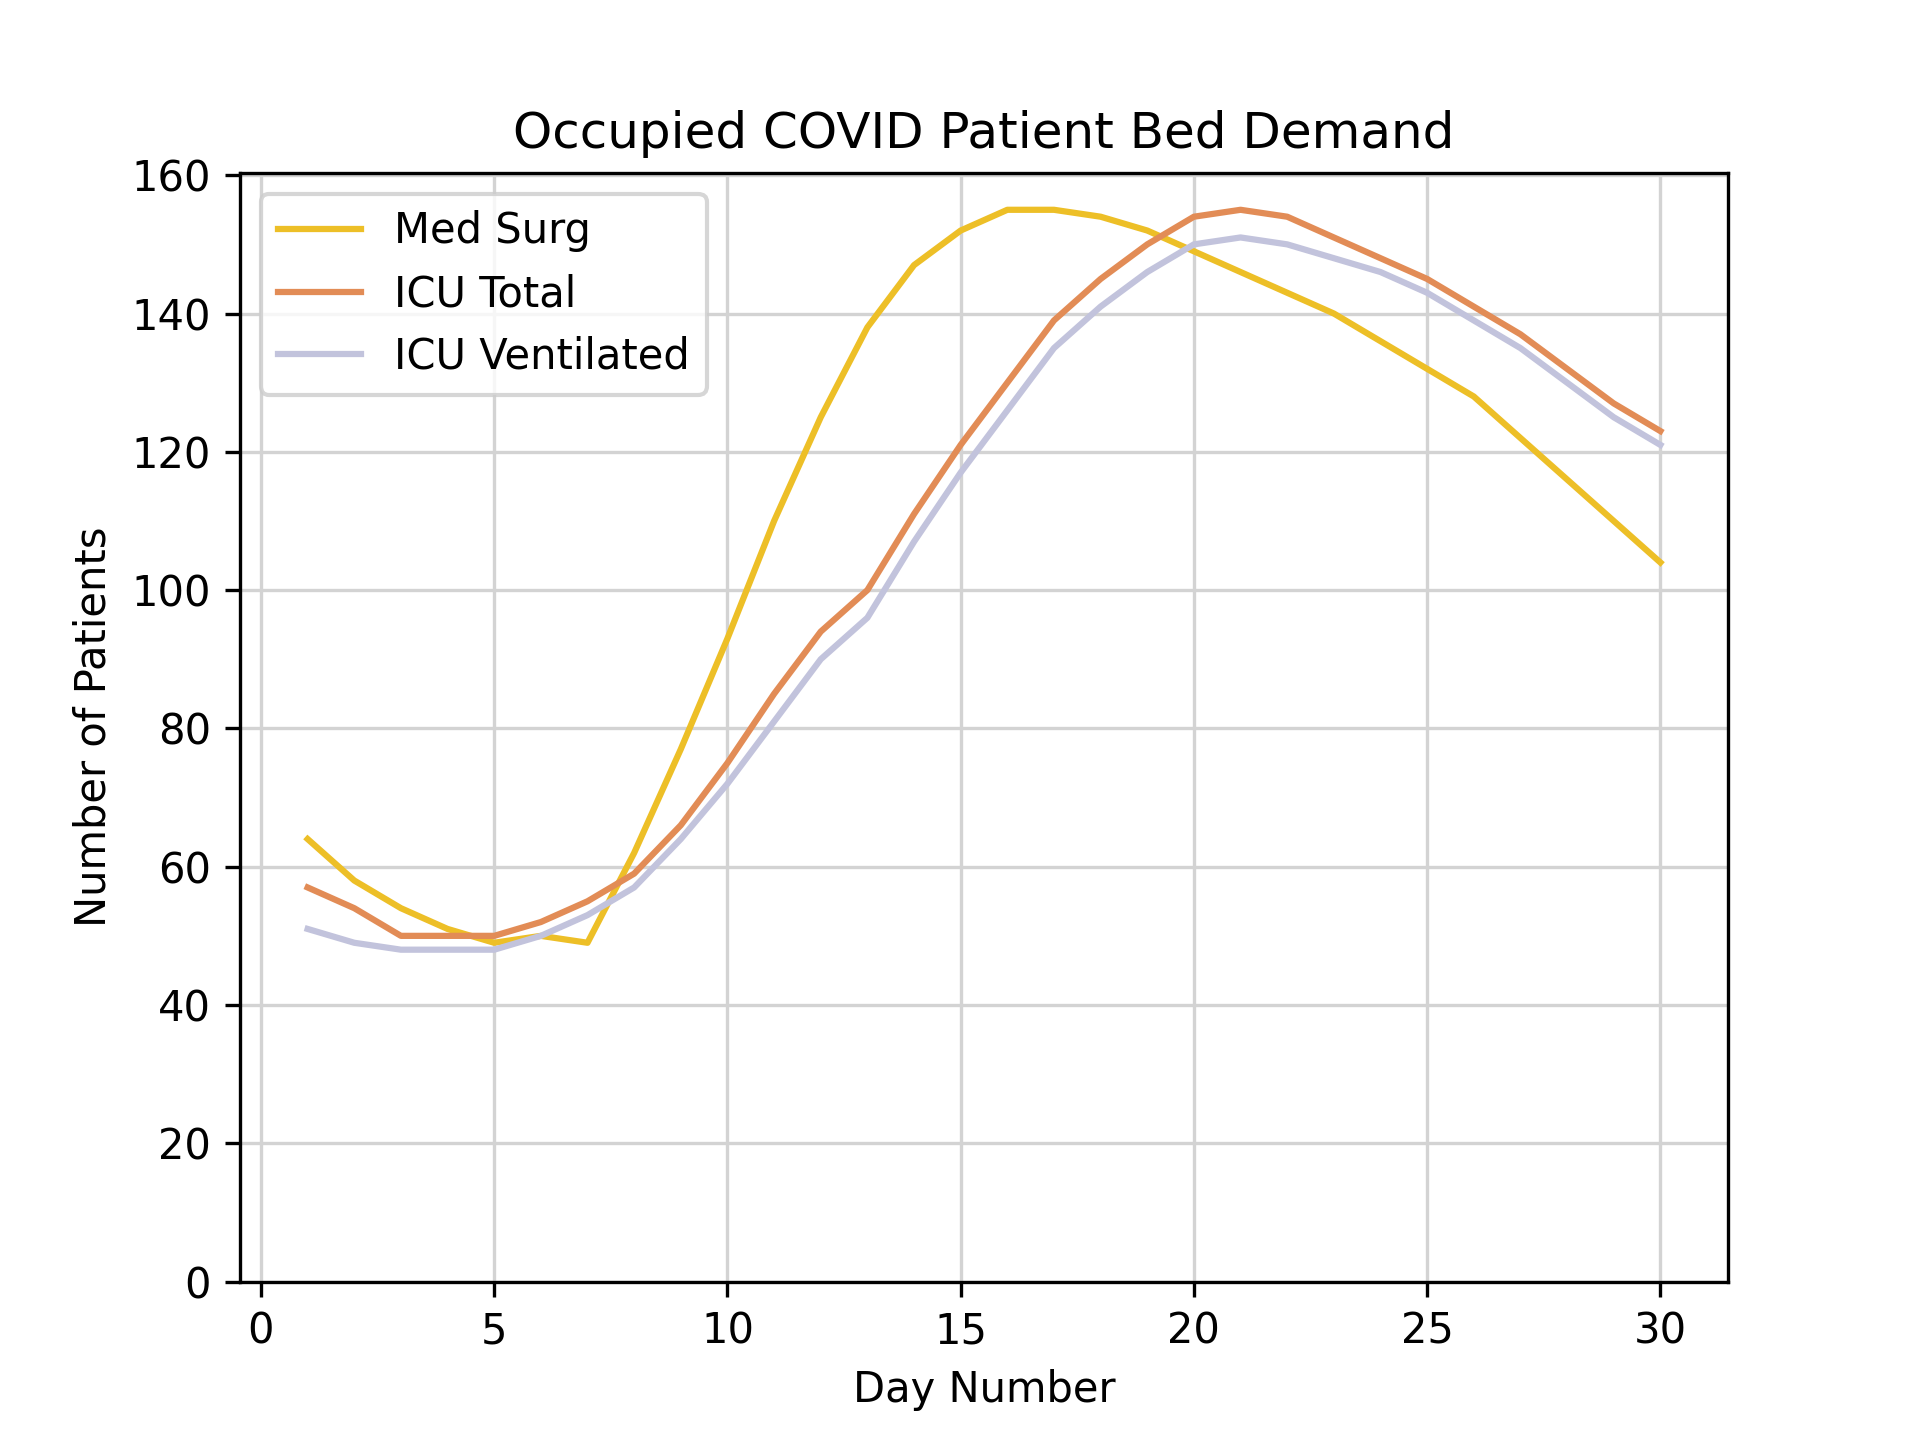 Occupied COVID Patient Bed Demand
160
140
120
100
80
60
40
20
0
Number of Patients
Med Surg
ICU Total
ICU Ventilated
0 5 10 15 20 25 30
Day Number